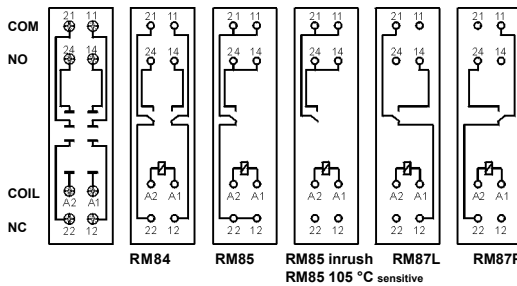 21 11 21 11 21 11 21 11 21 11 21 11
COM
NO
24 14 24 14 24 14 24 14 24 14 24 14
COIL
A2 A1 A2 A1 A2 A1 A2 A1 A2 A1 A2 A1
NC
22 12 22 12 22 12 22 12 22 12 22 12
RM84 RM85 RM85 inrush RM87L RM87P
RM85 105 °C sensitive